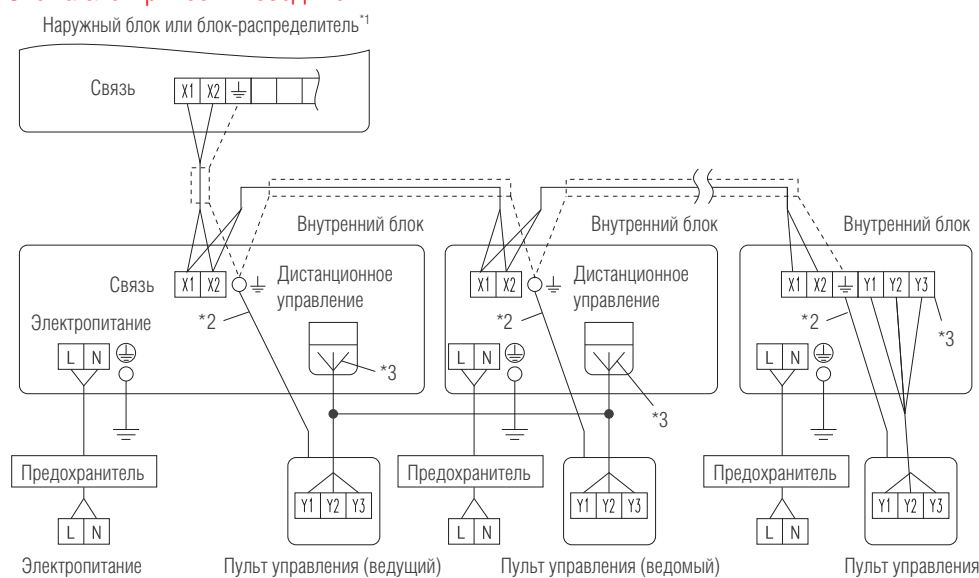 Наружный блок или блок-распределитель*1
Связь
X1 X2
Внутренний блок
Внутренний блок
Внутренний блок
Связь
X1 X2
Дистанционное
управление
X1 X2
Дистанционное
управление
X1 X2 Y1 Y2 Y3
Электропитание
*2
*2
*2
*3
L N
*3
L N
*3
L N
Предохранитель
Предохранитель
Предохранитель
Y1 Y2 Y3
Y1 Y2 Y3
Y1 Y2 Y3
L N
L N
L N
Электропитание
Пульт управления (ведущий)
Пульт управления (ведомый)
Пульт управления